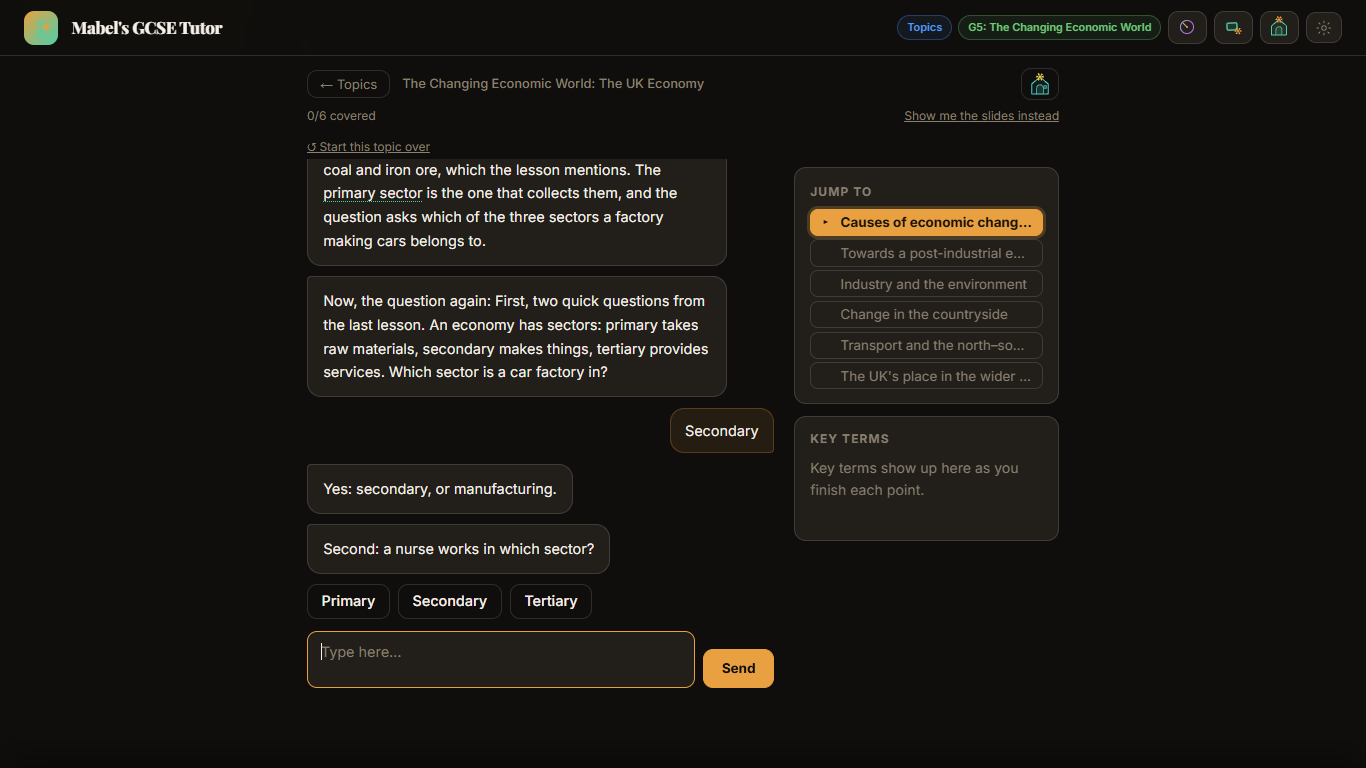 Mabel's GCSE Tutor
Topics
G5: The Changing Economic World
← Topics
The Changing Economic World: The UK Economy
0/6 covered
Show me the slides instead
↺ Start this topic over
coal and iron ore, which the lesson mentions. The
primary sector is the one that collects them, and the
question asks which of the three sectors a factory
making cars belongs to.
Now, the question again: First, two quick questions from
the last lesson. An economy has sectors: primary takes
raw materials, secondary makes things, tertiary provides
services. Which sector is a car factory in?
Secondary
Yes: secondary, or manufacturing.
Second: a nurse works in which sector?
Primary
Secondary
Tertiary
Type here...
Send
JUMP TO
Causes of economic chang...
Towards a post-industrial e...
Industry and the environment
Change in the countryside
Transport and the north–so...
The UK's place in the wider ...
KEY TERMS
Key terms show up here as you
finish each point.